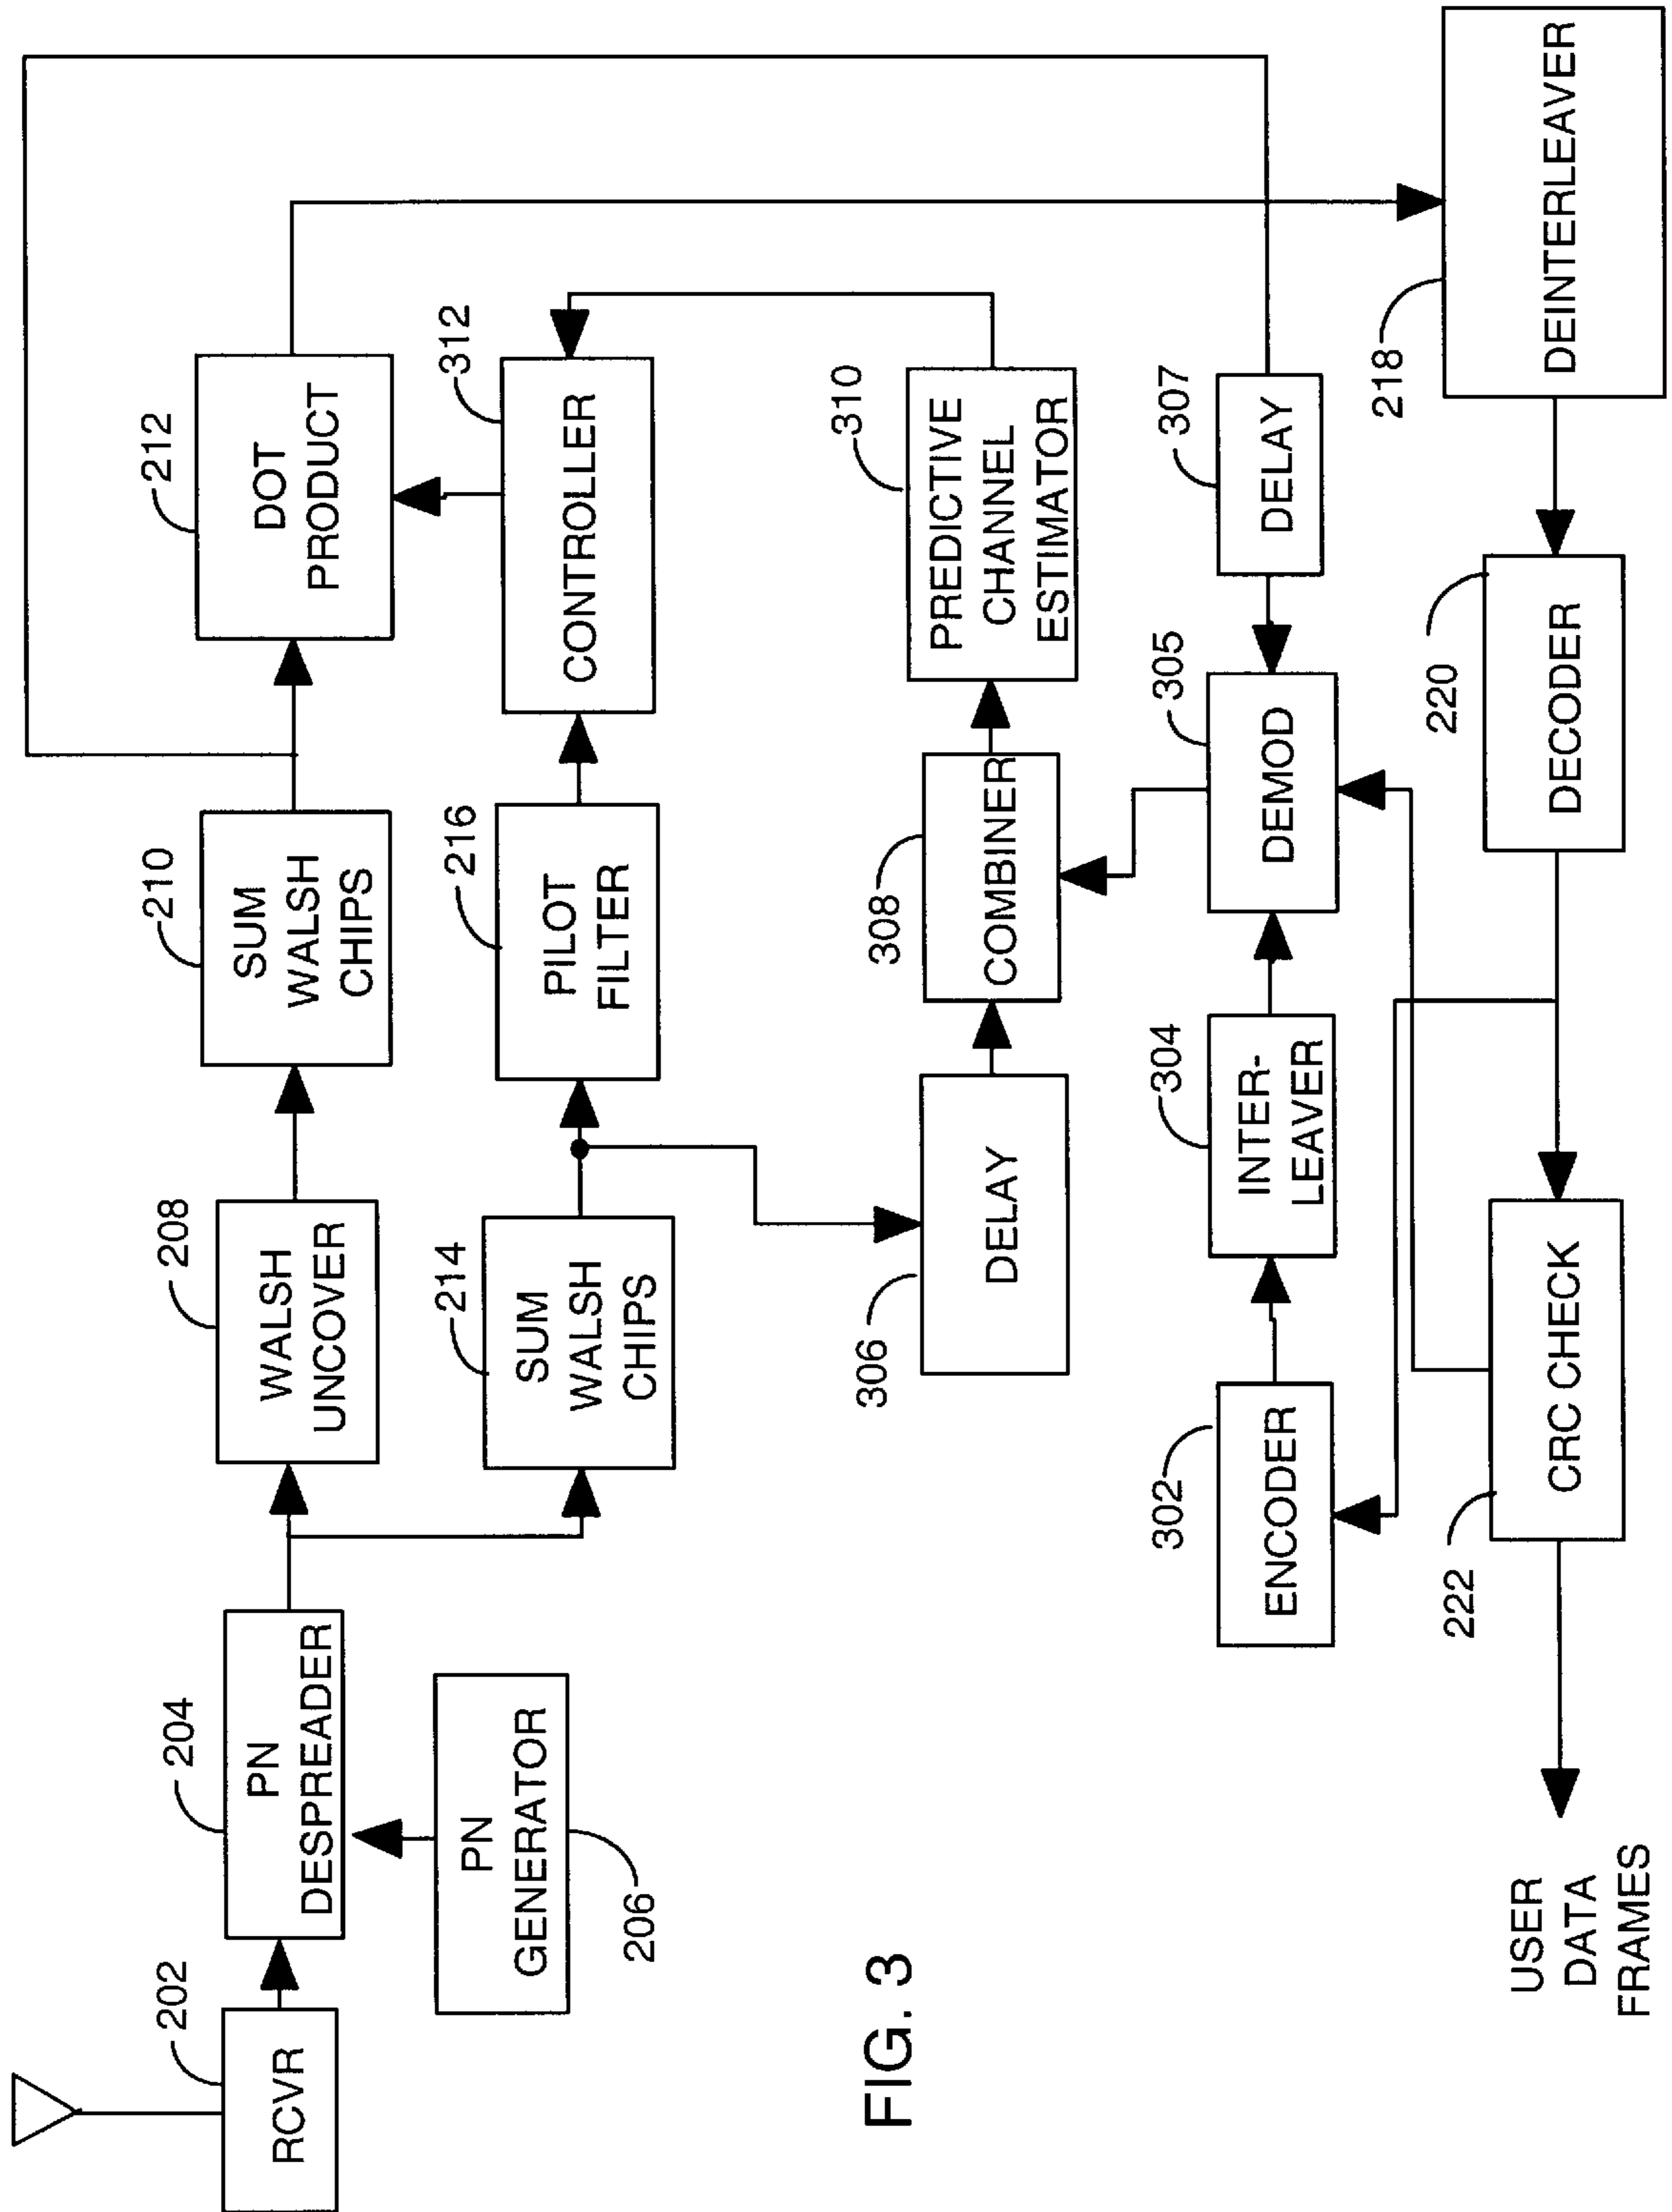 202
RCVR
204
PN
DESPREADER
PN
GENERATOR
206
208
WALSH
UNCOVER
210
SUM
WALSH
CHIPS
212
DOT
PRODUCT
214
SUM
WALSH
CHIPS
216
PILOT
FILTER
312
CONTROLLER
306
DELAY
308
COMBINER
310
PREDICTIVE
CHANNEL
ESTIMATOR
302
ENCODER
304
INTER-
LEAVER
305
DEMOD
307
DELAY
218
DEINTERLEAVER
220
DECODER
222
CRC CHECK
USER
DATA
FRAMES
FIG. 3